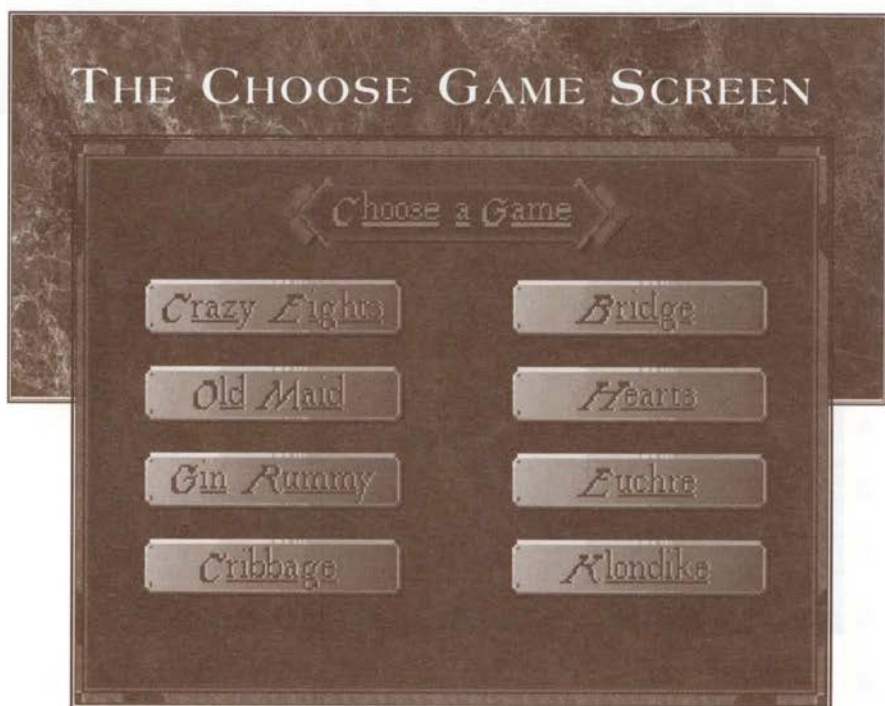 THE CHOOSE GAME SCREEN
Choose a Game
Crazy Eights
Bridge
Old Maid
Hearts
Gin Rummy
Euchre
Cribbage
Klondike